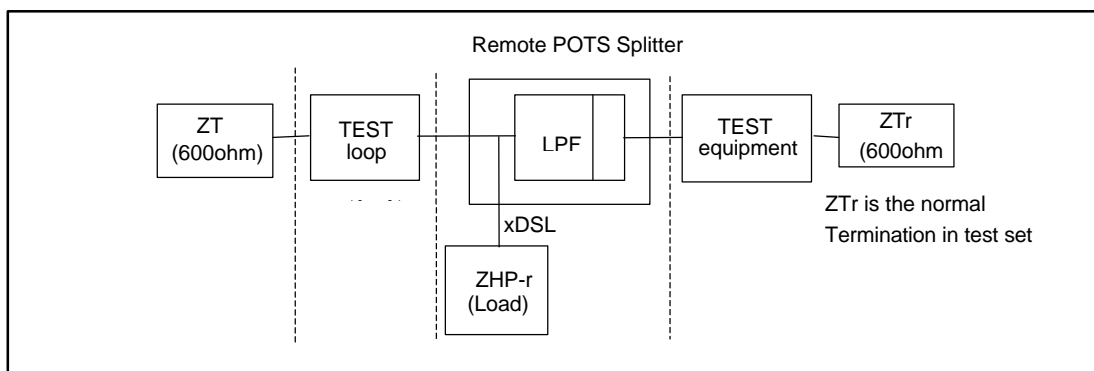 Remote POTS Splitter
ZT
(600ohm)
TEST
loop
LPF
TEST
equipment
ZTr
(600ohm
xDSL
ZHP-r
(Load)
ZTr is the normal
Termination in test set